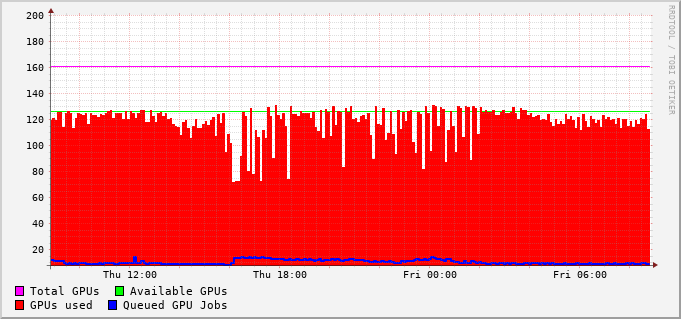 200
180
160
140
120
100
80
60
40
20
Thu 12:00 Thu 18:00 Fri 00:00 Fri 06:00
Total GPUs Available GPUs
GPUs used Queued GPU Jobs
RRDTOOL / TOBI OETIKER